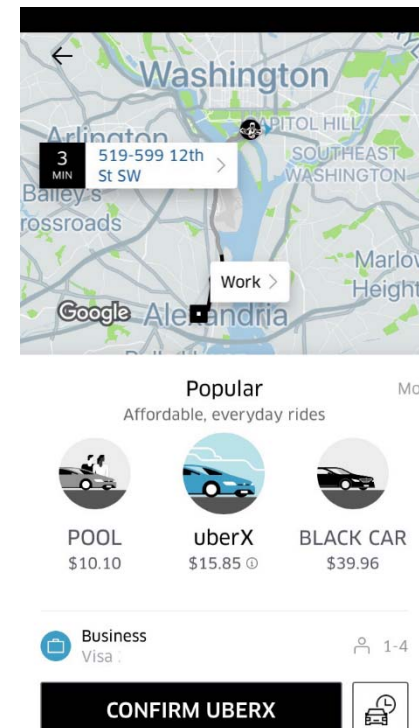 Washington
Arlington
CAPITOL HILL
3
MIN
519-599 12th
St SW
SOUTHEAST
WASHINGTON
Bailey's
rossroads
Work
Marlow
Height
Google
Alexandria
Popular
Mo
Affordable, everyday rides
POOL
uberX
BLACK CAR
$10.10
$15.85
$39.96
Business
Visa
1-4
CONFIRM UBERX